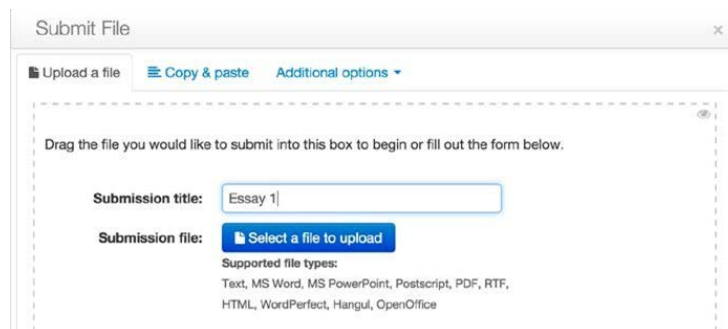 Submit File
×
Upload a file Copy & paste Additional options
Drag the file you would like to submit into this box to begin or fill out the form below.
Submission title: Essay 1
Submission file: Select a file to upload
Supported file types:
Text, MS Word, MS PowerPoint, Postscript, PDF, RTF,
HTML, WordPerfect, Hangul, OpenOffice